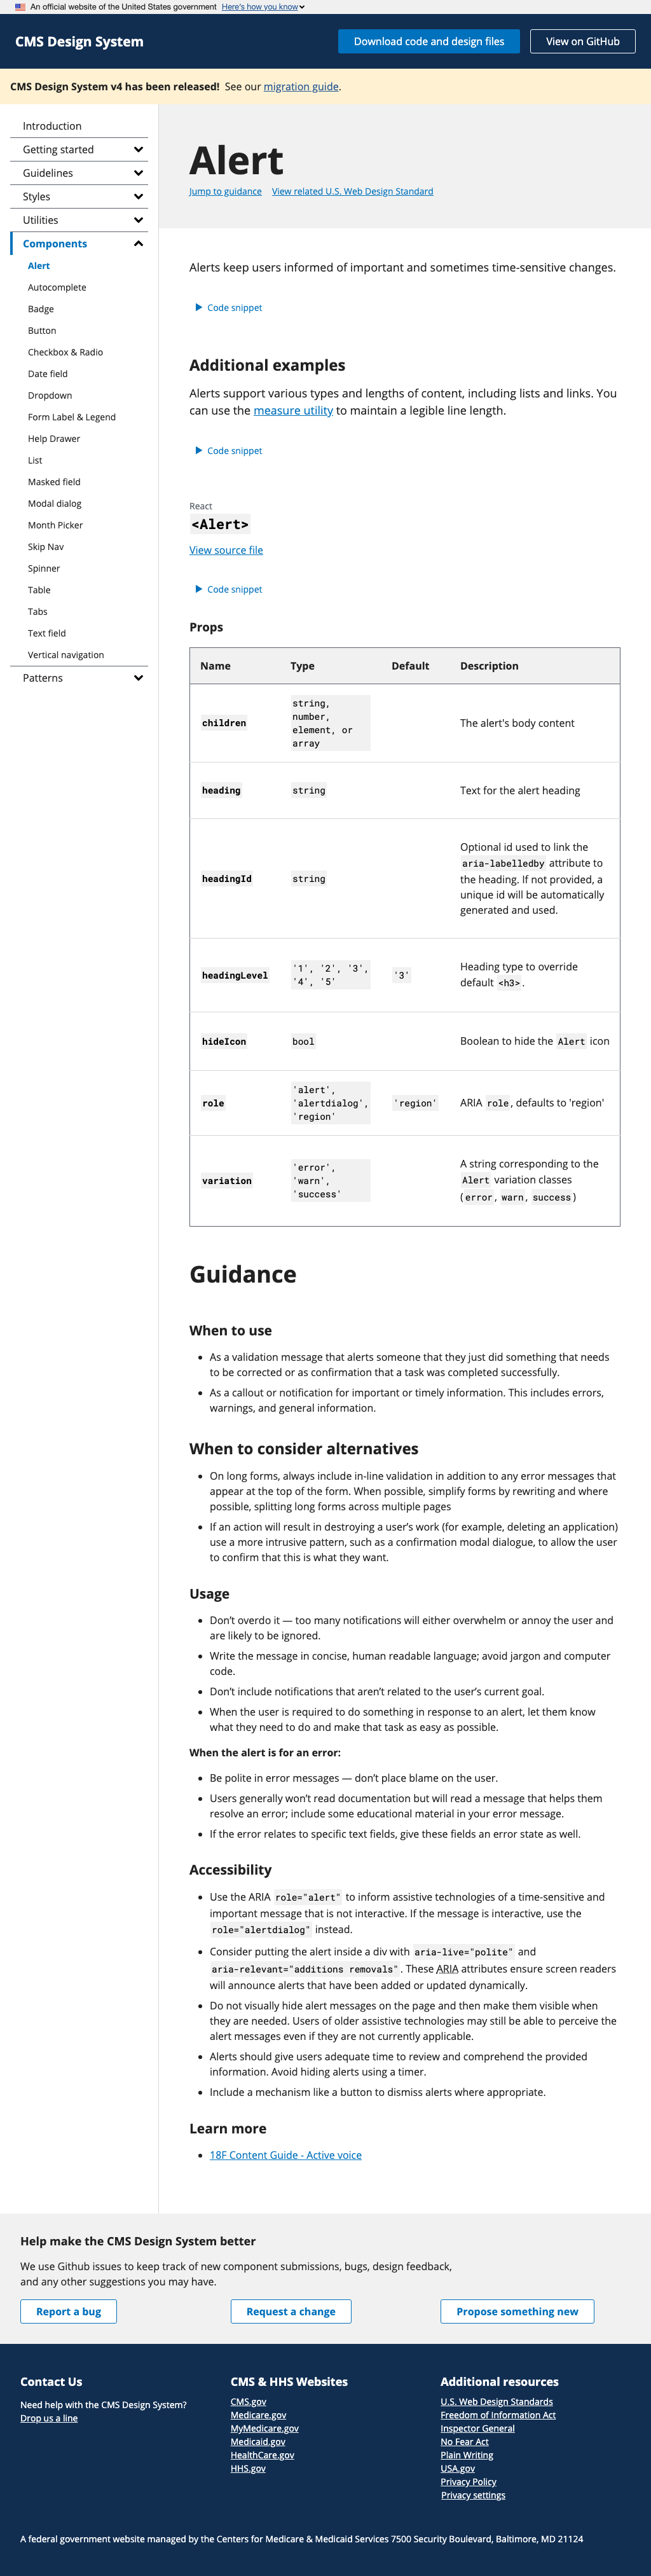 An official website of the United States government Here's how you know
CMS Design System
Download code and design files
View on GitHub
CMS Design System v4 has been released! See our migration guide.
Introduction
Getting started
Guidelines
Styles
Utilities
Components
Alert
Autocomplete
Badge
Button
Checkbox & Radio
Date field
Dropdown
Form Label & Legend
Help Drawer
List
Masked field
Modal dialog
Month Picker
Skip Nav
Spinner
Table
Tabs
Text field
Vertical navigation
Patterns
Alert
Jump to guidance View related U.S. Web Design Standard
Alerts keep users informed of important and sometimes time-sensitive changes.
Code snippet
Additional examples
Alerts support various types and lengths of content, including lists and links. You
can use the measure utility to maintain a legible line length.
Code snippet
React
<Alert>
View source file
Code snippet
Props
Name Type Default Description
children
string,
number,
element, or
array
The alert's body content
heading string Text for the alert heading
headingId string
Optional id used to link the
aria-labelledby attribute to
the heading. If not provided, a
unique id will be automatically
generated and used.
headingLevel
'1', '2', '3',
'4', '5'
'3'
Heading type to override
default <h3>.
hideIcon bool Boolean to hide the Alert icon
role
'alert',
'alertdialog',
'region'
'region'
ARIA role, defaults to 'region'
variation
'error',
'warn',
'success'
A string corresponding to the
Alert variation classes
(error, warn, success)
Guidance
When to use
• As a validation message that alerts someone that they just did something that needs
to be corrected or as confirmation that a task was completed successfully.
• As a callout or notification for important or timely information. This includes errors,
warnings, and general information.
When to consider alternatives
• On long forms, always include in-line validation in addition to any error messages that
appear at the top of the form. When possible, simplify forms by rewriting and where
possible, splitting long forms across multiple pages
• If an action will result in destroying a user’s work (for example, deleting an application)
use a more intrusive pattern, such as a confirmation modal dialogue, to allow the user
to confirm that this is what they want.
Usage
• Don’t overdo it — too many notifications will either overwhelm or annoy the user and
are likely to be ignored.
• Write the message in concise, human readable language; avoid jargon and computer
code.
• Don’t include notifications that aren’t related to the user’s current goal.
• When the user is required to do something in response to an alert, let them know
what they need to do and make that task as easy as possible.
When the alert is for an error:
• Be polite in error messages — don’t place blame on the user.
• Users generally won’t read documentation but will read a message that helps them
resolve an error; include some educational material in your error message.
• If the error relates to specific text fields, give these fields an error state as well.
Accessibility
• Use the ARIA role="alert" to inform assistive technologies of a time-sensitive and
important message that is not interactive. If the message is interactive, use the
role="alertdialog" instead.
• Consider putting the alert inside a div with aria-live="polite" and
aria-relevant="additions removals". These ARIA attributes ensure screen readers
will announce alerts that have been added or updated dynamically.
• Do not visually hide alert messages on the page and then make them visible when
they are needed. Users of older assistive technologies may still be able to perceive the
alert messages even if they are not currently applicable.
• Alerts should give users adequate time to review and comprehend the provided
information. Avoid hiding alerts using a timer.
• Include a mechanism like a button to dismiss alerts where appropriate.
Learn more
• 18F Content Guide - Active voice
Help make the CMS Design System better
We use Github issues to keep track of new component submissions, bugs, design feedback,
and any other suggestions you may have.
Report a bug
Request a change
Propose something new
Contact Us
Need help with the CMS Design System?
Drop us a line
CMS & HHS Websites
CMS.gov
Medicare.gov
MyMedicare.gov
Medicaid.gov
HealthCare.gov
HHS.gov
Additional resources
U.S. Web Design Standards
Freedom of Information Act
Inspector General
No Fear Act
Plain Writing
USA.gov
Privacy Policy
Privacy settings
A federal government website managed by the Centers for Medicare & Medicaid Services 7500 Security Boulevard, Baltimore, MD 21124